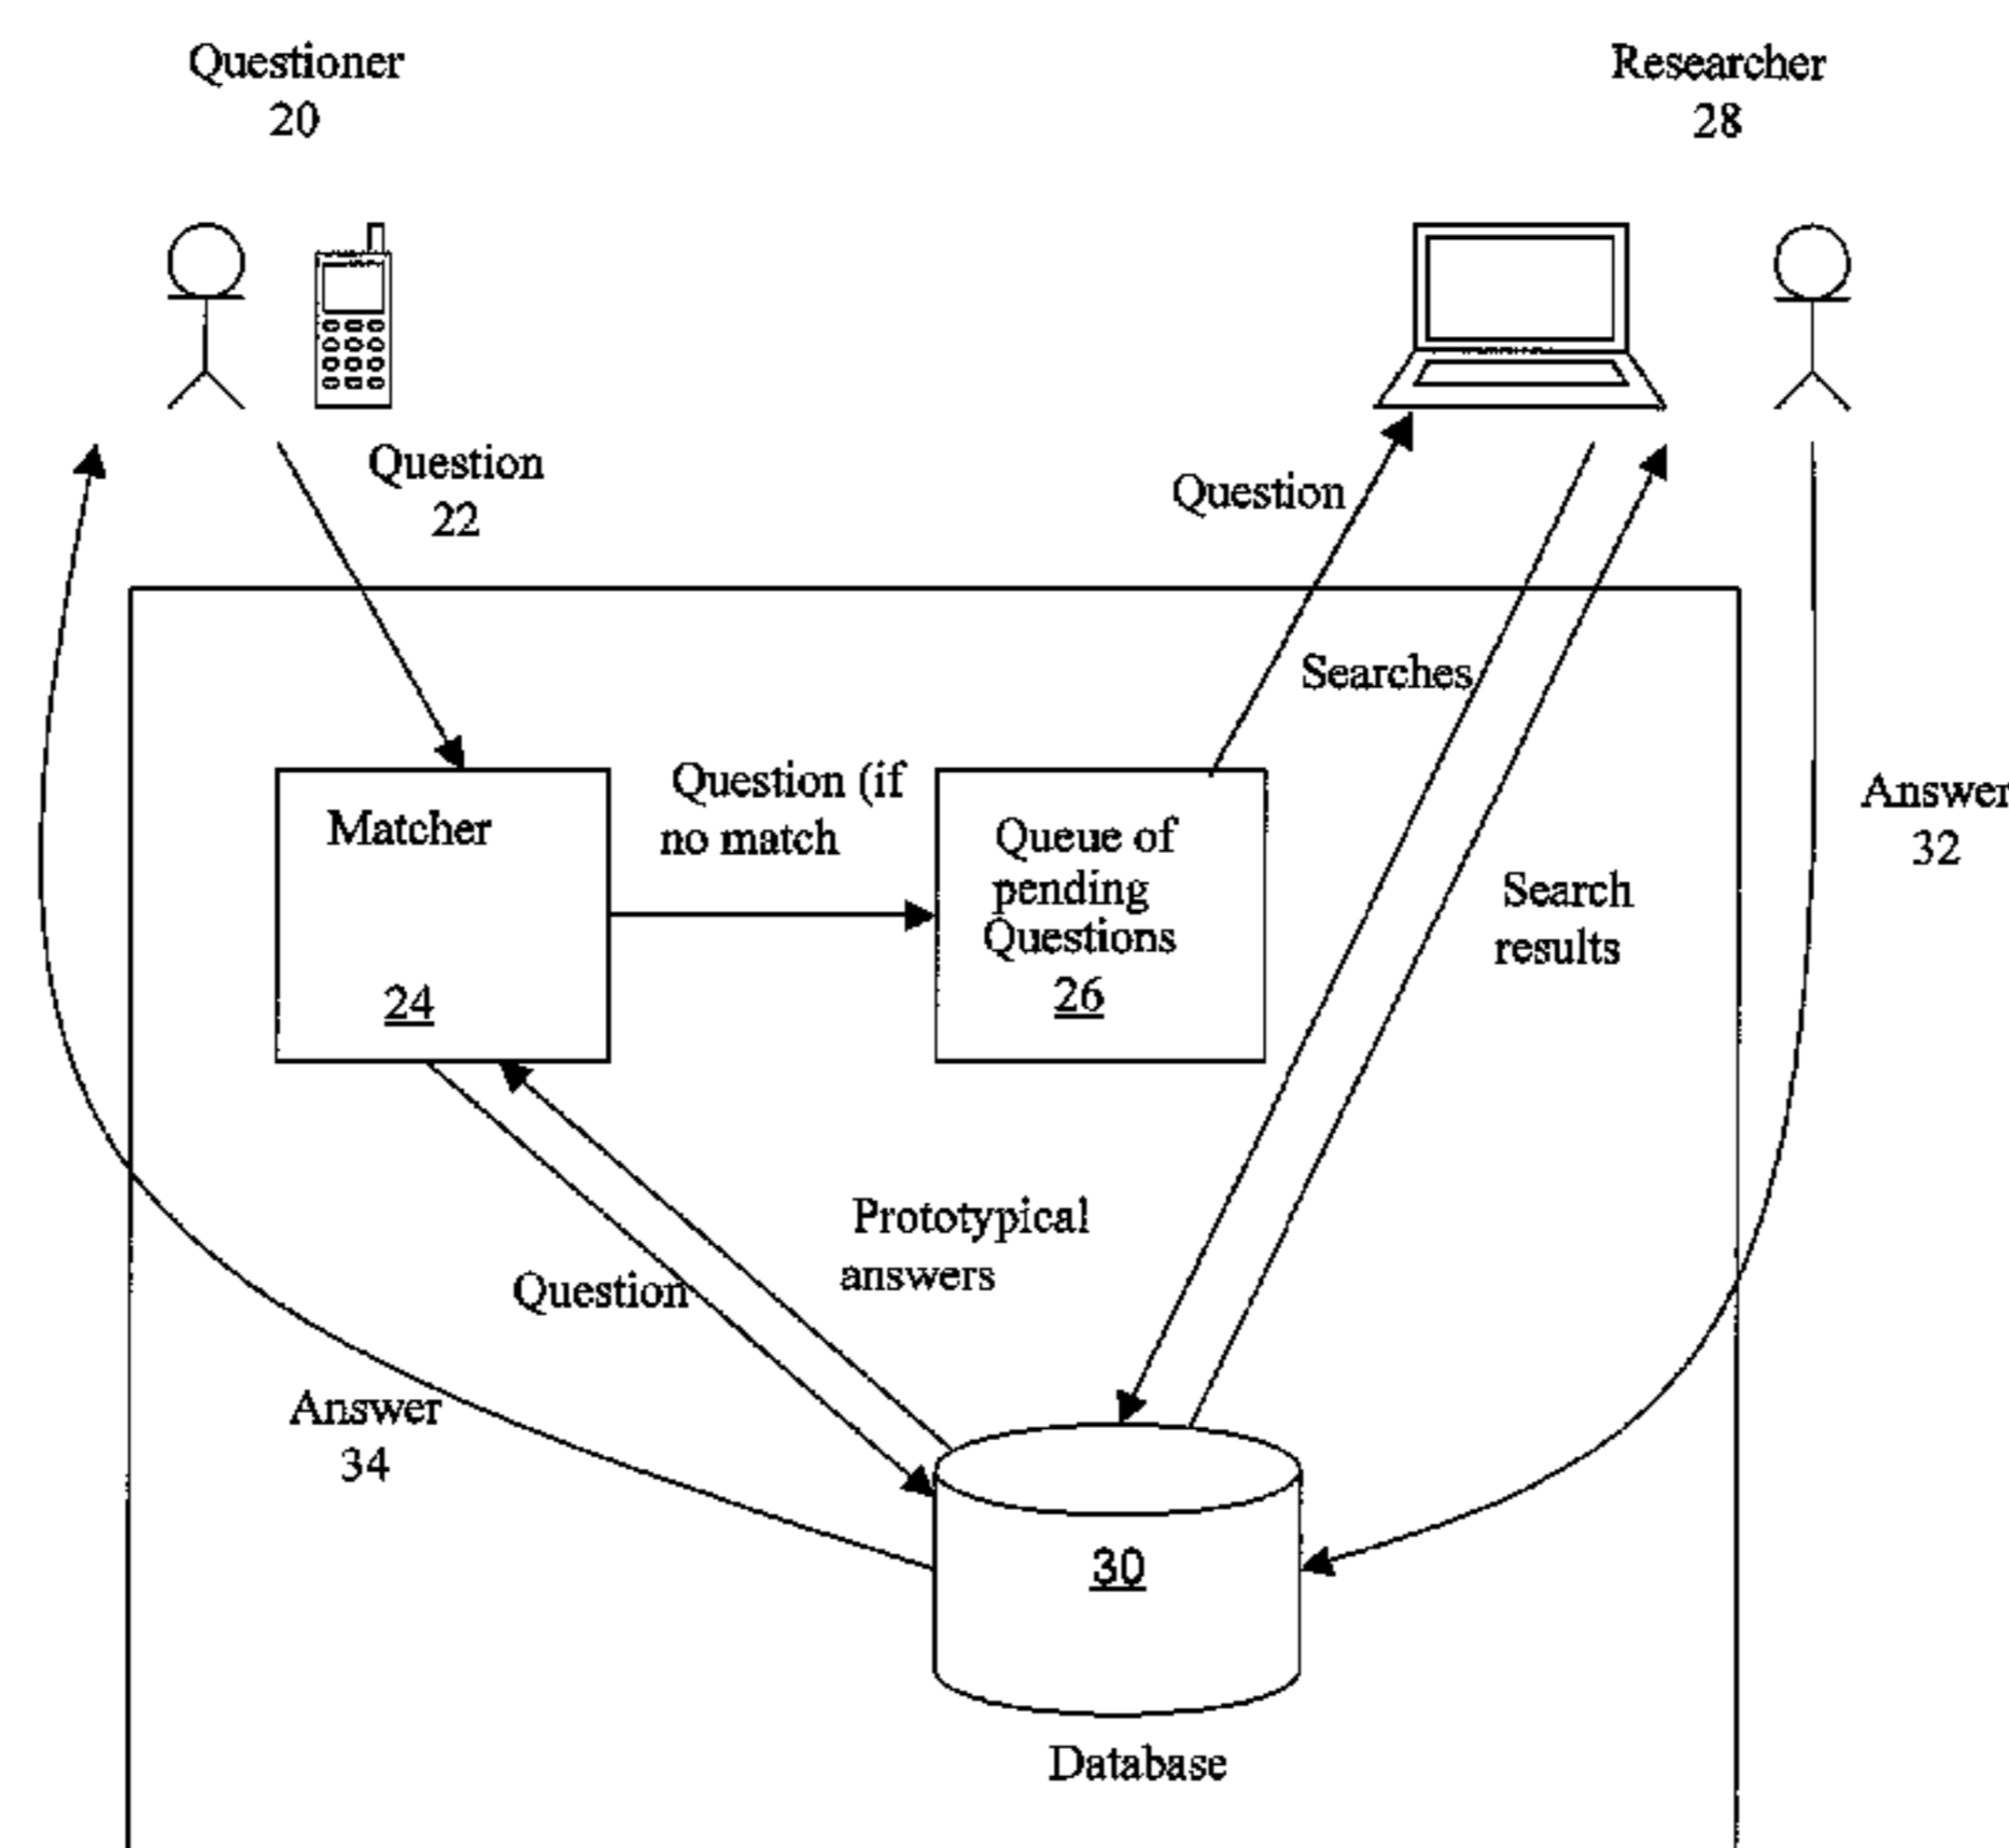 Questioner
20
Researcher
28
Question
22
Question
Searches
Matcher
24
Question (if
no match
Queue of
pending
Questions
26
Answer
32
Search
results
Prototypical
answers
Question
Answer
34
30
Database